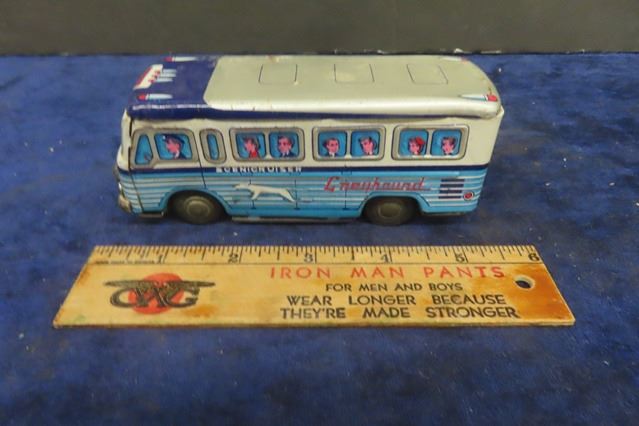 SCENICRUISER
Greyhound
1 2 3 4 5 6
IRON MAN PANTS
FOR MEN AND BOYS
WEAR LONGER BECAUSE
THEY'RE MADE STRONGER